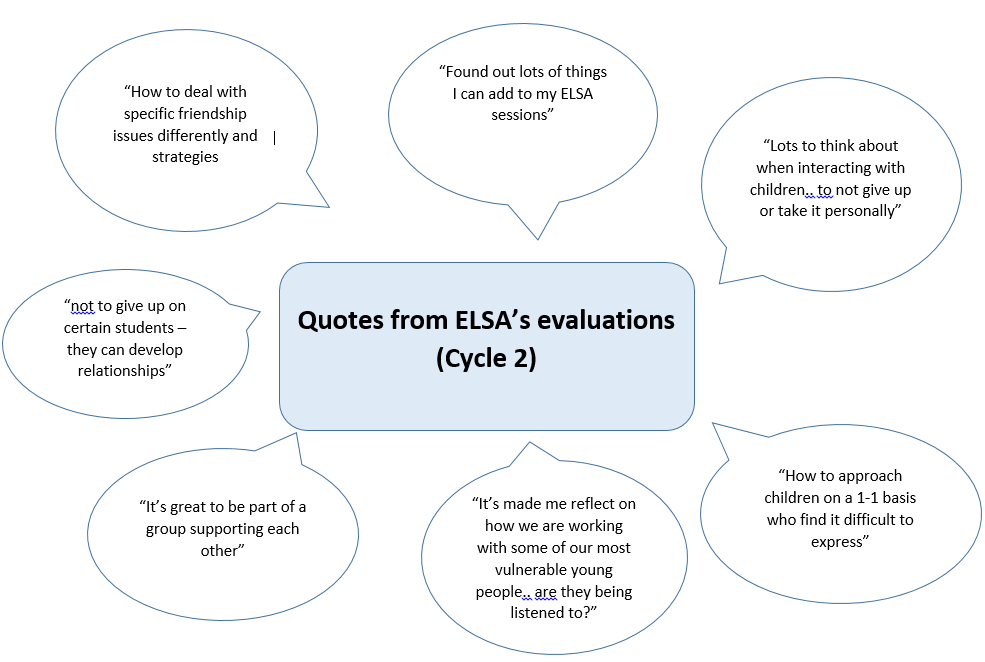 “How to deal with
specific friendship
issues differently and
strategies
“Found out lots of things
I can add to my ELSA
sessions”
“Lots to think about
when interacting with
children.. to not give up
or take it personally”
“not to give up on
certain students –
they can develop
relationships”
Quotes from ELSA’s evaluations
(Cycle 2)
“It’s great to be part of a
group supporting each
other”
“It’s made me reflect on
how we are working
with some of our most
vulnerable young
people.. are they being
listened to?”
“How to approach
children on a 1-1 basis
who find it difficult to
express”